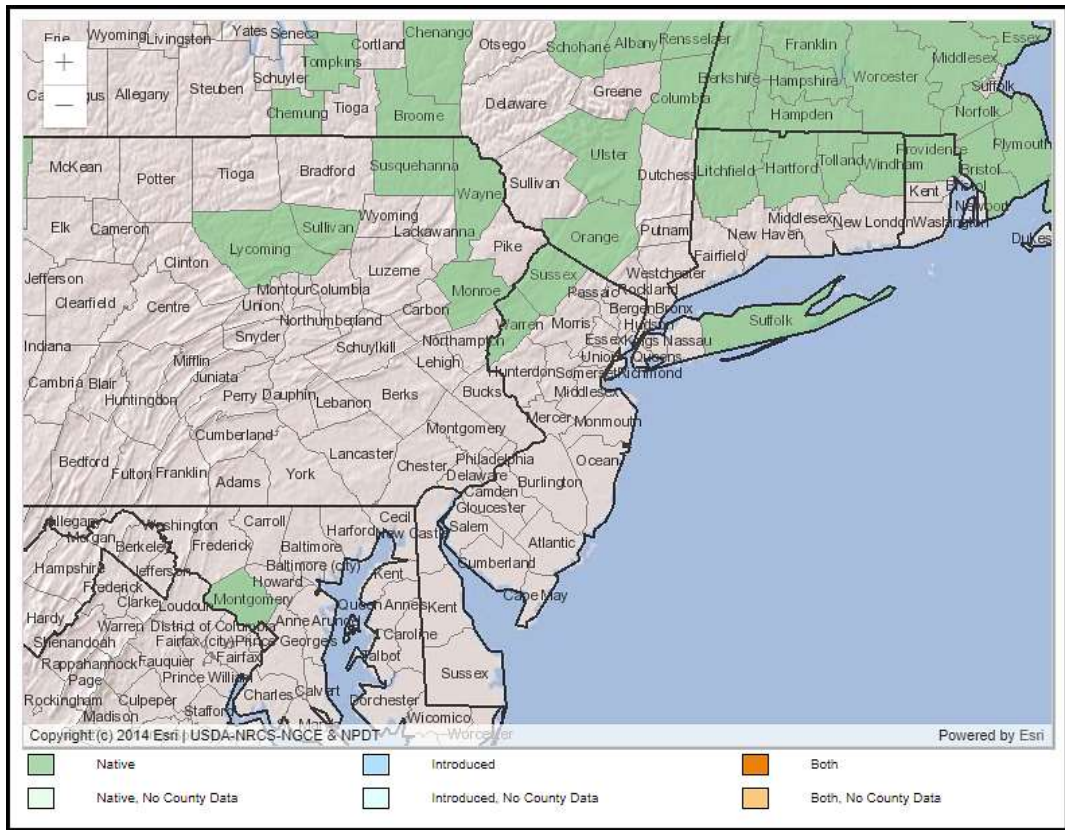 Erie Wyoming Livingston Yates Seneca Cortland Chenango Otsego Schoharie Albany Rensselaer Franklin Essex
Middlesex
+ Tompkins Berkshire Hampshire Worcester
Schuyler Suffolk
− Allegany Steuben Greene
Chemung Tioga Broome Delaware Columbia Hampden Norfolk
McKean Potter Tioga Bradford Susquehanna Ulster Dutchess Litchfield Hartford Tolland Windham Providence Plymouth
Bristol
Wayne Sullivan Kent Bristol
Elk Cameron Sullivan Wyoming Lackawanna Middlesex New London Washington Newport
Lycoming Pike Orange Putnam New Haven Dukes
Jefferson Clinton Luzerne Sussex Fairfield
Westchester
Clearfield Centre Montour Columbia Monroe Passaic Rockland
Union Carbon Bergen Bronx
Northumberland Warren Morris Hudson Suffolk
Indiana Snyder Schuylkill Northampton Essex Kings Nassau
Mifflin Lehigh Union Queens
Cambria Blair Juniata Hunterdon Somerset Richmond
Huntingdon Perry Dauphin Lebanon Berks Bucks Middlesex
Cumberland Montgomery Mercer Monmouth
Bedford Fulton Franklin Adams York Lancaster Chester Philadelphia Ocean
Delaware Burlington
Camden
Allegany Washington Carroll Harford Cecil New Castle Gloucester
Morgan Berkeley Frederick Baltimore Salem Atlantic
Hampshire Jefferson Baltimore (city) Cumberland
Frederick Howard Kent
Clarke Loudoun Montgomery Cape May
Hardy Warren District of Columbia Anne Arundel Queen Annes Kent
Shenandoah Fairfax (city) Prince Georges Caroline
Rappahannock Fauquier Fairfax Talbot
Page Prince William Sussex
Rockingham Culpeper Charles Calvert Dorchester
Madison Stafford Wicomico
Copyright:(c) 2014 Esri | USDA-NRCS-NGCE & NPDT Worcester Powered by Esri
Native Introduced Both
Native, No County Data Introduced, No County Data Both, No County Data